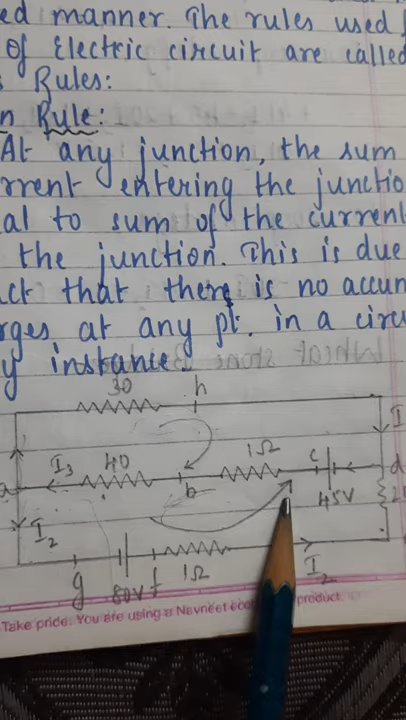 ed manner. The rules used f
of Electric circuit are called
s Rules:
n Rule:
At any junction, the sum
rrent entering the junctio
al to sum of the current
the junction. This is due
act that there is no accum
rges at any pt. in a circu
y instance
30 h
I
I3 40 1Ω c d
a b 45V
I2
g 80V f 1Ω I2
Take pride. You are using a Navneet product.